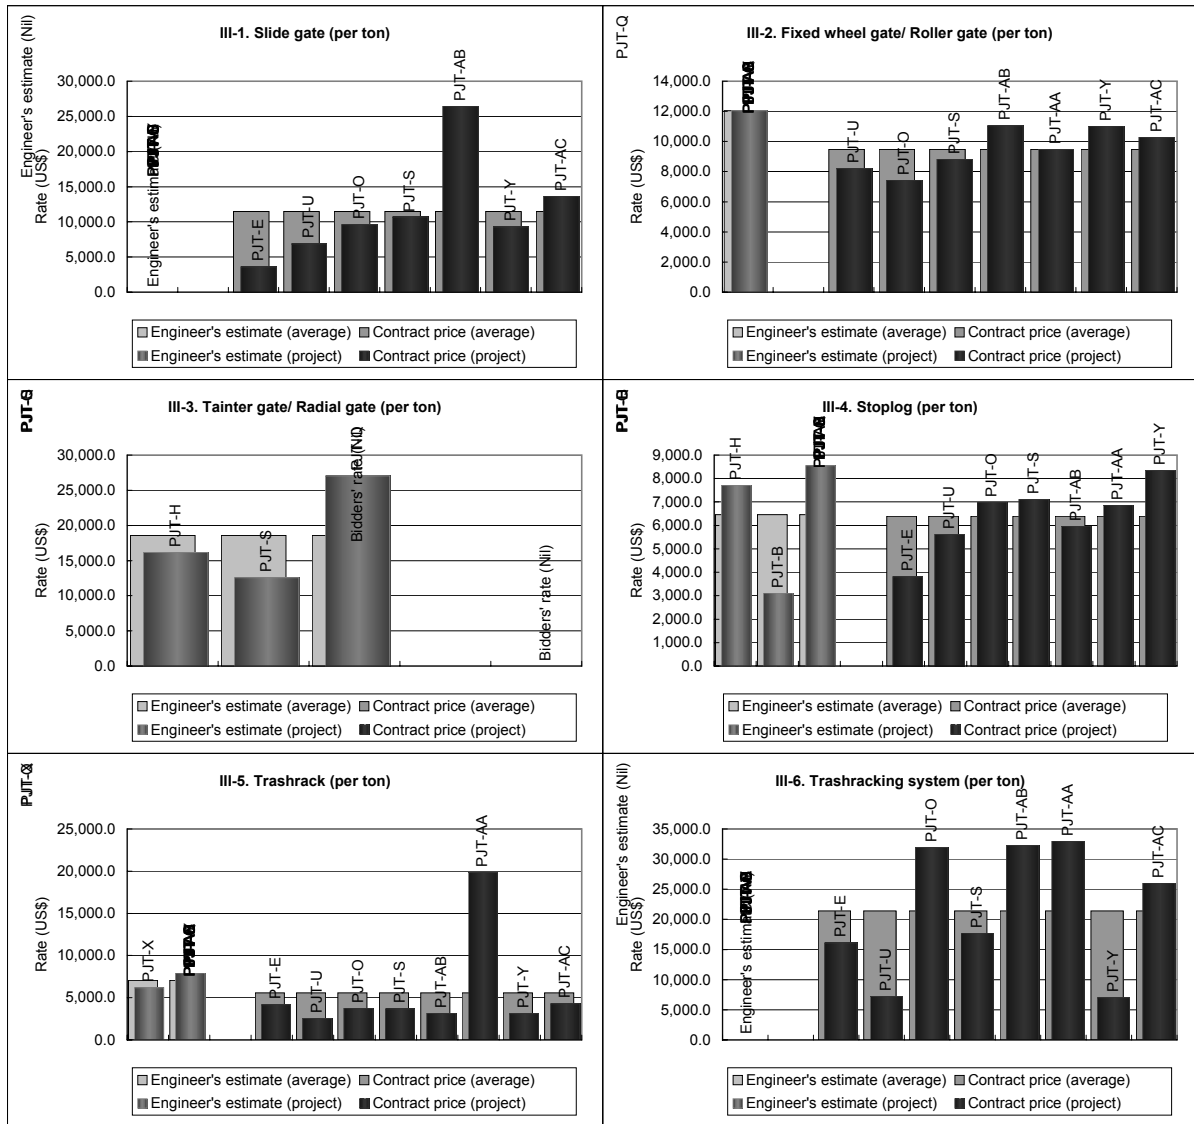 III-1. Slide gate (per ton)
Engineer's estimate (Nil)
Rate (US$)
30,000.0
25,000.0
20,000.0
15,000.0
10,000.0
5,000.0
0.0
Engineer's estimate
PJT-E
PJT-U
PJT-O
PJT-S
PJT-AB
PJT-Y
PJT-AC
Engineer's estimate (average)
Contract price (average)
Engineer's estimate (project)
Contract price (project)
PJT-Q
III-2. Fixed wheel gate/ Roller gate (per ton)
Rate (US$)
14,000.0
12,000.0
10,000.0
8,000.0
6,000.0
4,000.0
2,000.0
0.0
PJT-U
PJT-O
PJT-S
PJT-AB
PJT-AA
PJT-Y
PJT-AC
Engineer's estimate (average)
Contract price (average)
Engineer's estimate (project)
Contract price (project)
III-3. Tainter gate/ Radial gate (per ton)
Rate (US$)
30,000.0
25,000.0
20,000.0
15,000.0
10,000.0
5,000.0
0.0
PJT-H
PJT-S
Bidders' rate (Nil)
Bidders' rate (Nil)
Engineer's estimate (average)
Contract price (average)
Engineer's estimate (project)
Contract price (project)
III-4. Stoplog (per ton)
Rate (US$)
9,000.0
8,000.0
7,000.0
6,000.0
5,000.0
4,000.0
3,000.0
2,000.0
1,000.0
0.0
PJT-H
PJT-B
PJT-E
PJT-U
PJT-O
PJT-S
PJT-AB
PJT-AA
PJT-Y
Engineer's estimate (average)
Contract price (average)
Engineer's estimate (project)
Contract price (project)
III-5. Trashrack (per ton)
Rate (US$)
25,000.0
20,000.0
15,000.0
10,000.0
5,000.0
0.0
PJT-X
PJT-E
PJT-U
PJT-O
PJT-S
PJT-AB
PJT-AA
PJT-Y
PJT-AC
Engineer's estimate (average)
Contract price (average)
Engineer's estimate (project)
Contract price (project)
III-6. Trashracking system (per ton)
Engineer's estimate (Nil)
Rate (US$)
35,000.0
30,000.0
25,000.0
20,000.0
15,000.0
10,000.0
5,000.0
0.0
Engineer's estimate
PJT-E
PJT-U
PJT-O
PJT-S
PJT-AB
PJT-AA
PJT-Y
PJT-AC
Engineer's estimate (average)
Contract price (average)
Engineer's estimate (project)
Contract price (project)